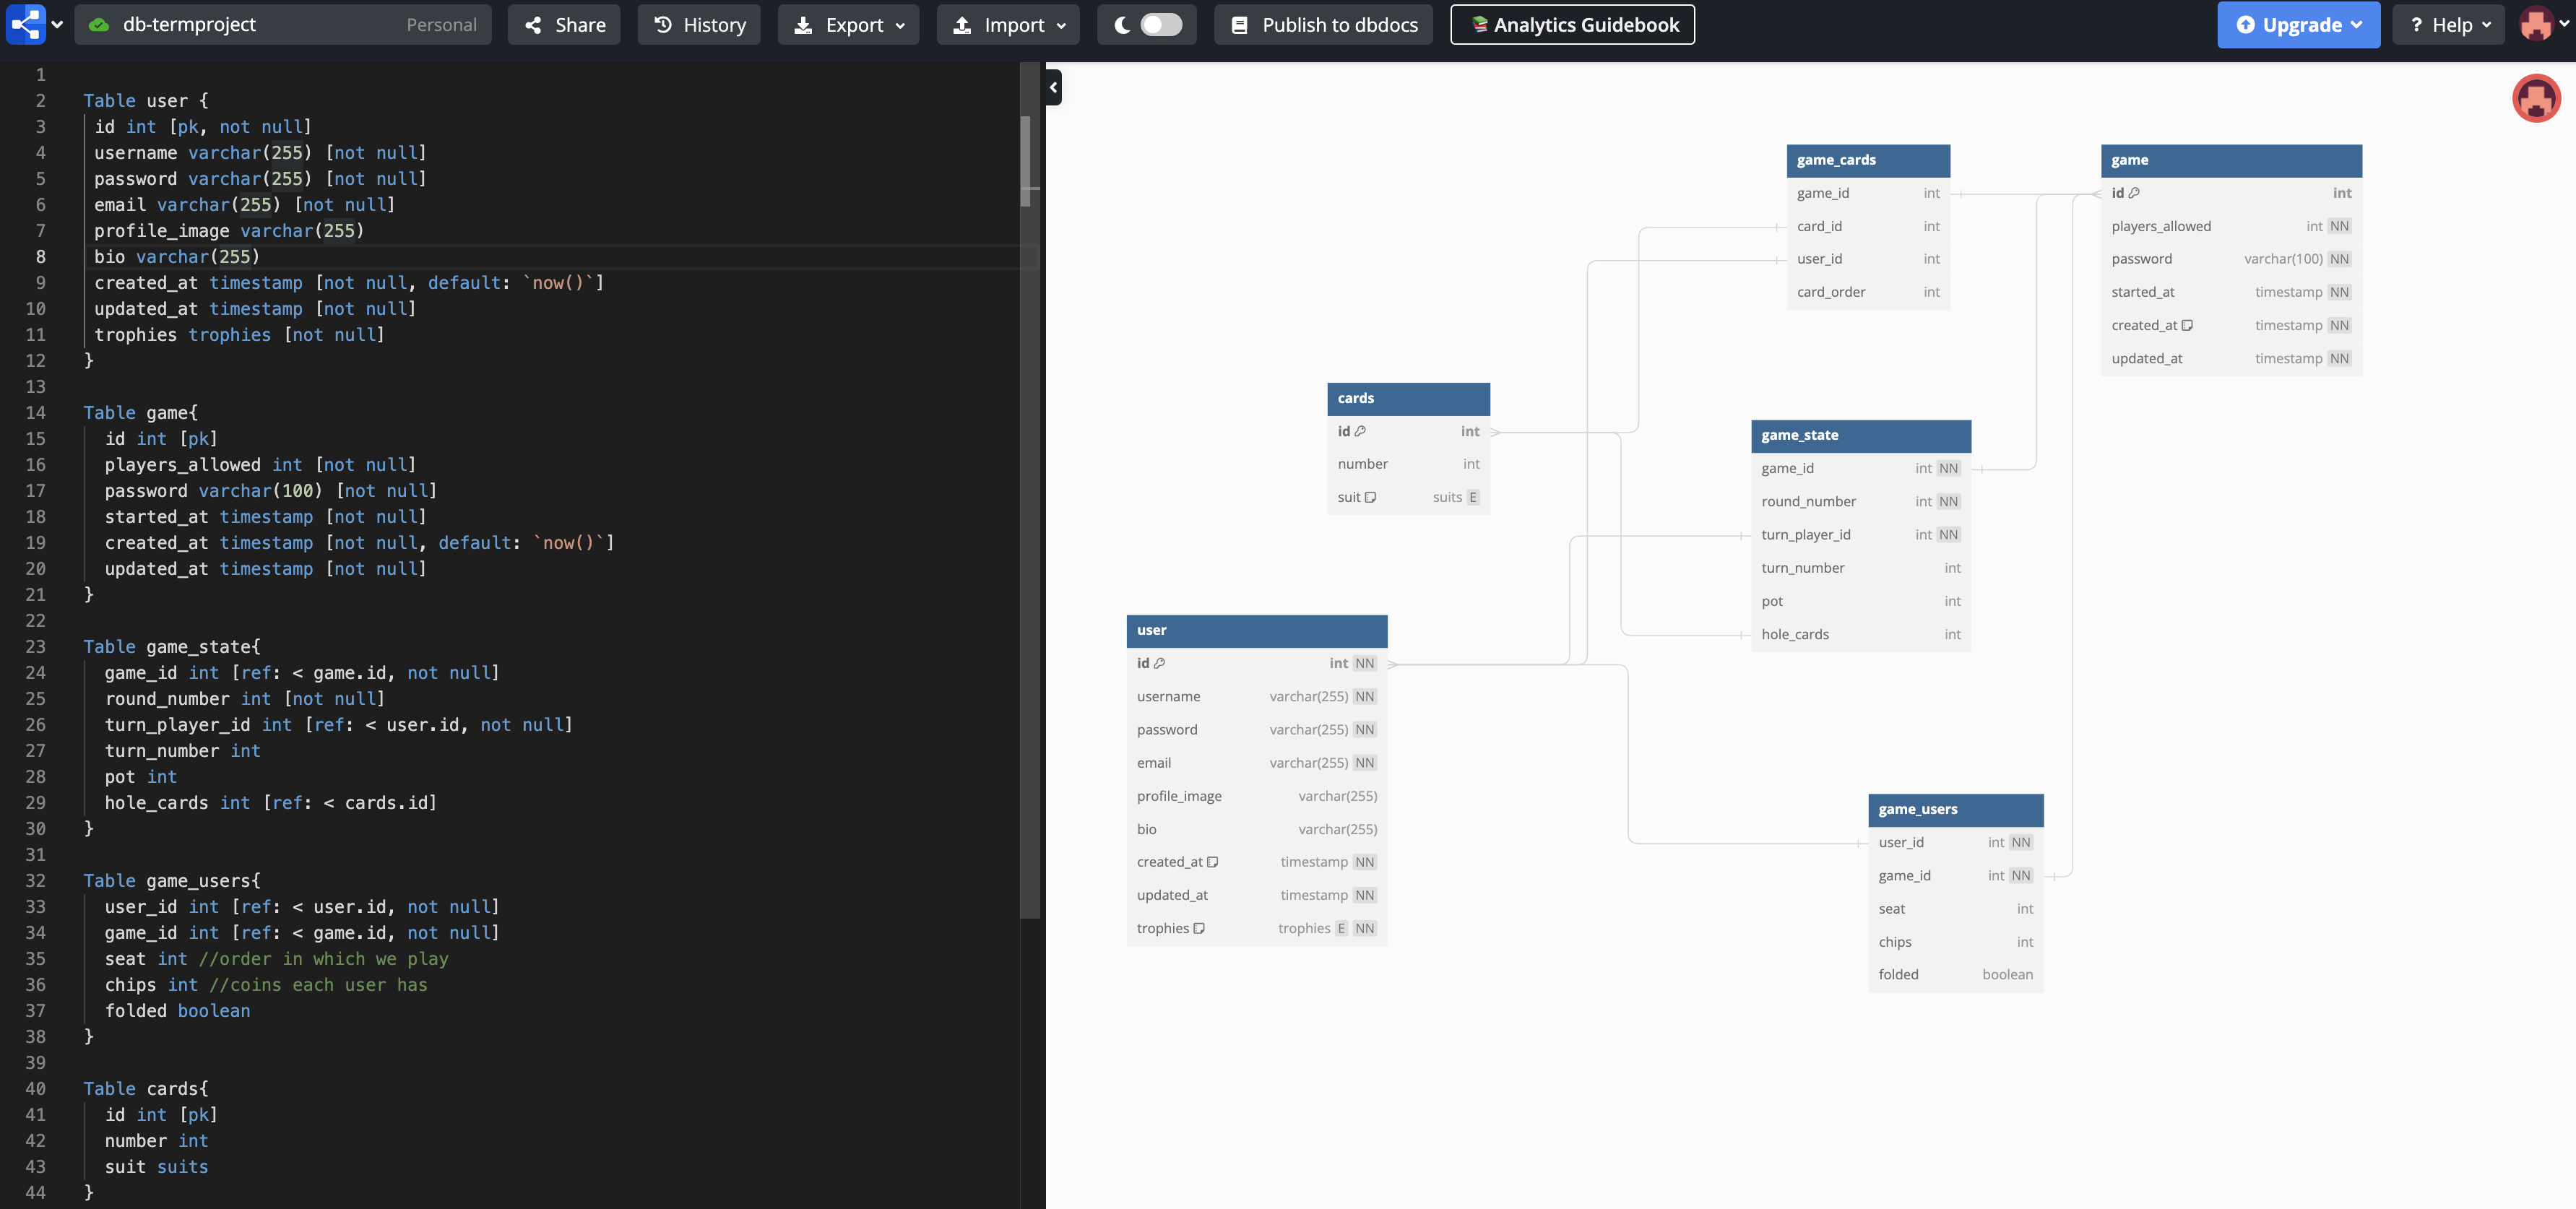 db-termproject Personal Share History Export Import Publish to dbdocs Analytics Guidebook Upgrade ? Help
1
2 Table user {
3 id int [pk, not null]
4 username varchar(255) [not null]
5 password varchar(255) [not null]
6 email varchar(255) [not null]
7 profile_image varchar(255)
8 bio varchar(255)
9 created_at timestamp [not null, default: `now()`]
10 updated_at timestamp [not null]
11 trophies trophies [not null]
12 }
13
14 Table game{
15 id int [pk]
16 players_allowed int [not null]
17 password varchar(100) [not null]
18 started_at timestamp [not null]
19 created_at timestamp [not null, default: `now()`]
20 updated_at timestamp [not null]
21 }
22
23 Table game_state{
24 game_id int [ref: < game.id, not null]
25 round_number int [not null]
26 turn_player_id int [ref: < user.id, not null]
27 turn_number int
28 pot int
29 hole_cards int [ref: < cards.id]
30 }
31
32 Table game_users{
33 user_id int [ref: < user.id, not null]
34 game_id int [ref: < game.id, not null]
35 seat int //order in which we play
36 chips int //coins each user has
37 folded boolean
38 }
39
40 Table cards{
41 id int [pk]
42 number int
43 suit suits
44 }
game_cards
game_id int
card_id int
user_id int
card_order int
game
id int
players_allowed int NN
password varchar(100) NN
started_at timestamp NN
created_at timestamp NN
updated_at timestamp NN
cards
id int
number int
suit suits E
game_state
game_id int NN
round_number int NN
turn_player_id int NN
turn_number int
pot int
hole_cards int
user
id int NN
username varchar(255) NN
password varchar(255) NN
email varchar(255) NN
profile_image varchar(255)
bio varchar(255)
created_at timestamp NN
updated_at timestamp NN
trophies trophies E NN
game_users
user_id int NN
game_id int NN
seat int
chips int
folded boolean